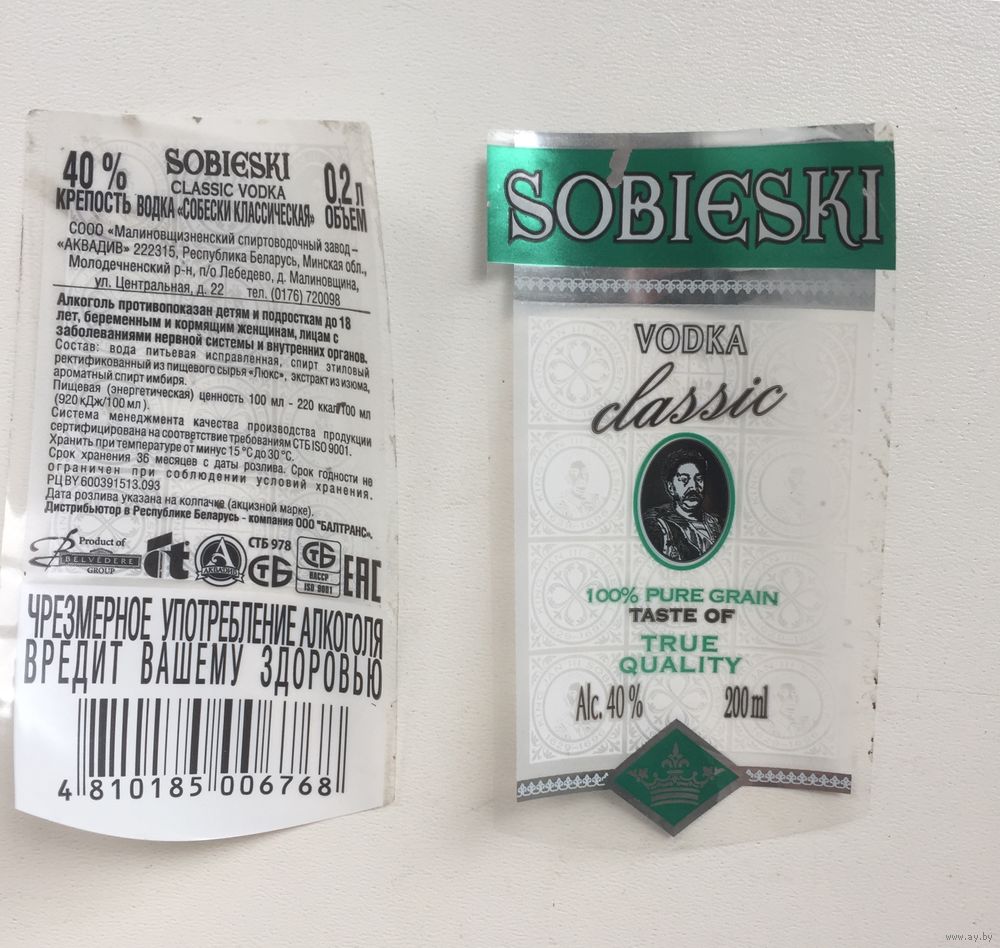 40 %
КРЕПОСТЬ
SOBIESKI
CLASSIC VODKA
ВОДКА «СОБЕСКИ КЛАССИЧЕСКАЯ»
0.2 л
ОБЪЕМ
СООО «Малиновщизненский спиртоводочный завод –
«АКВАДИВ» 222315, Республика Беларусь, Минская обл.,
Молодечненский р-н, п/о Лебедево, д. Малиновщина,
ул. Центральная, д. 22 тел. (0176) 720098
Алкоголь противопоказан детям и подросткам до 18
лет, беременным и кормящим женщинам, лицам с
заболеваниями нервной системы и внутренних органов.
Состав: вода питьевая исправленная, спирт этиловый
ректификованный из пищевого сырья «Люкс», экстракт из изюма,
ароматный спирт имбиря.
Пищевая (энергетическая) ценность 100 мл - 220 ккал/100 мл
(920 кДж/100 мл).
Система менеджмента качества производства продукции
сертифицирована на соответствие требованиям СТБ ISO 9001.
Хранить при температуре от минус 15 °С до 30 °С.
Срок хранения 36 месяцев с даты розлива. Срок годности не
ограничен при соблюдении условий хранения.
РЦ BY 600391513.093
Дата розлива указана на колпачке (акцизной марке).
Дистрибьютор в Республике Беларусь - компания ООО "БАЛТРАНС".
Product of
BELVEDERE
GROUP
АКВАДИВ
СТБ 978
СТБ
СТБ
НАССР
ISO 9001
EAC
ЧРЕЗМЕРНОЕ УПОТРЕБЛЕНИЕ АЛКОГОЛЯ
ВРЕДИТ ВАШЕМУ ЗДОРОВЬЮ
4 810185 006768
SOBIESKI
VODKA
classic
100% PURE GRAIN
TASTE OF
TRUE
QUALITY
Alc. 40 %
200 ml
www.ay.by